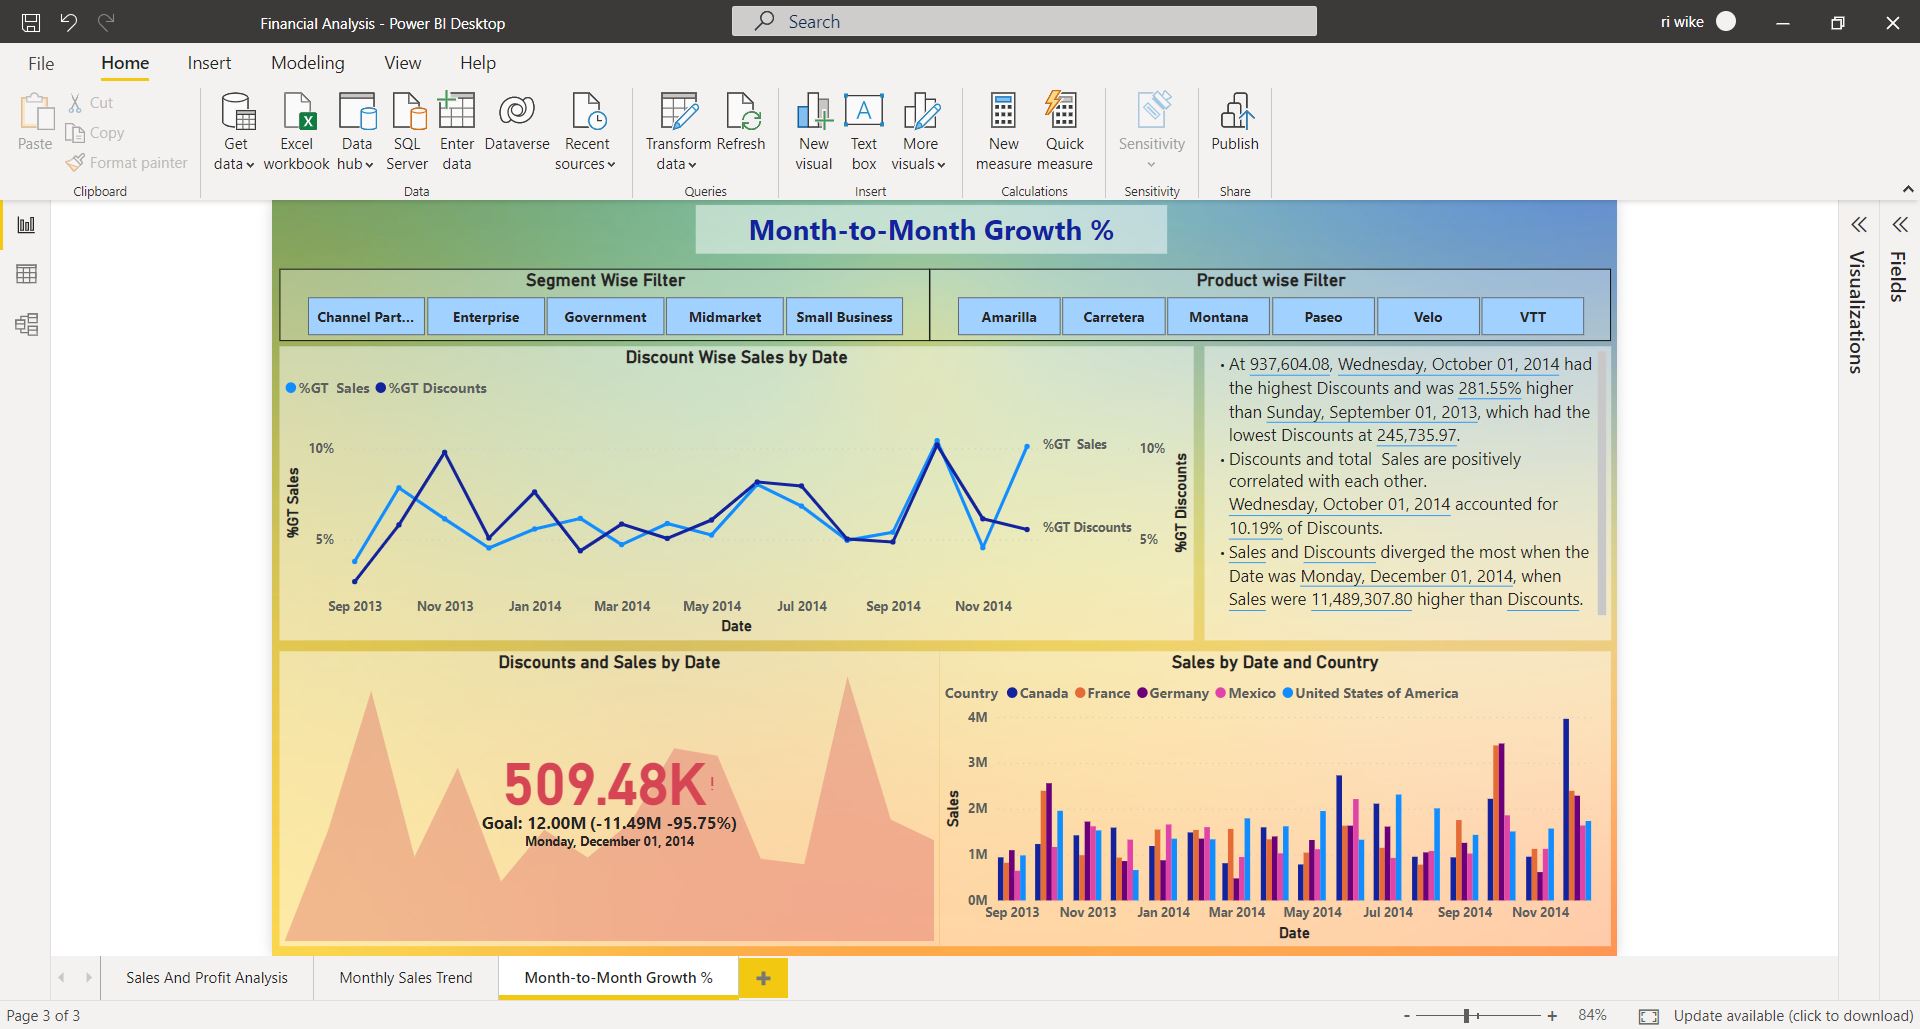 Financial Analysis - Power BI Desktop
Search
ri wike
File Home Insert Modeling View Help
Paste
Cut
Copy
Format painter
Clipboard
Get data
Excel workbook
Data hub
SQL Server
Enter data
Dataverse
Recent sources
Data
Transform data
Refresh
Queries
New visual
Text box
More visuals
Insert
New measure
Quick measure
Calculations
Sensitivity
Sensitivity
Publish
Share
Month-to-Month Growth %
Segment Wise Filter
Channel Part... Enterprise Government Midmarket Small Business
Product wise Filter
Amarilla Carretera Montana Paseo Velo VTT
Discount Wise Sales by Date
%GT Sales %GT Discounts
%GT Sales
10%
5%
%GT Sales
%GT Discounts
10%
5%
%GT Discounts
Sep 2013 Nov 2013 Jan 2014 Mar 2014 May 2014 Jul 2014 Sep 2014 Nov 2014
Date
• At 937,604.08, Wednesday, October 01, 2014 had
the highest Discounts and was 281.55% higher
than Sunday, September 01, 2013, which had the
lowest Discounts at 245,735.97.
• Discounts and total Sales are positively
correlated with each other.
Wednesday, October 01, 2014 accounted for
10.19% of Discounts.
• Sales and Discounts diverged the most when the
Date was Monday, December 01, 2014, when
Sales were 11,489,307.80 higher than Discounts.
Discounts and Sales by Date
509.48K!
Goal: 12.00M (-11.49M -95.75%)
Monday, December 01, 2014
Sales by Date and Country
Country Canada France Germany Mexico United States of America
Sales
4M
3M
2M
1M
0M
Sep 2013 Nov 2013 Jan 2014 Mar 2014 May 2014 Jul 2014 Sep 2014 Nov 2014
Date
Visualizations
Fields
Sales And Profit Analysis
Monthly Sales Trend
Month-to-Month Growth %
+
Page 3 of 3
- + 84%
Update available (click to download)